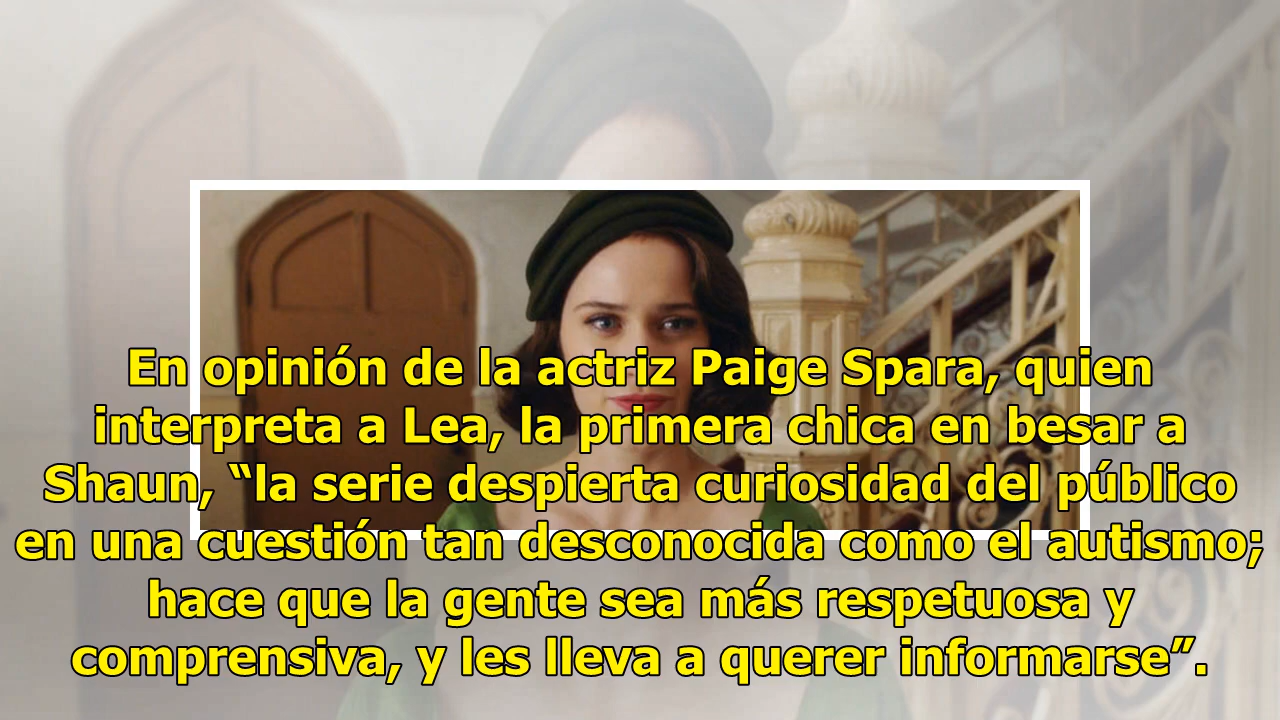 En opinión de la actriz Paige Spara, quien
interpreta a Lea, la primera chica en besar a
Shaun, “la serie despierta curiosidad del público
en una cuestión tan desconocida como el autismo;
hace que la gente sea más respetuosa y
comprensiva, y les lleva a querer informarse”.